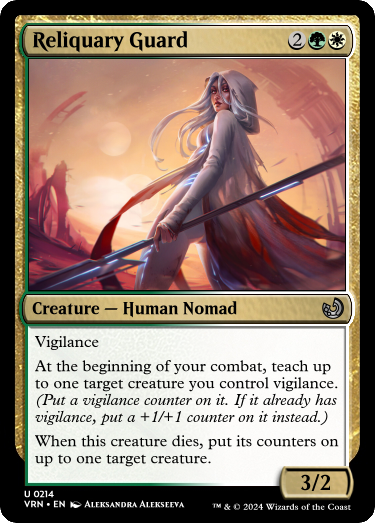 Reliquary Guard 2
Creature — Human Nomad
Vigilance
At the beginning of your combat, teach up
to one target creature you control vigilance.
(Put a vigilance counter on it. If it already has
vigilance, put a +1/+1 counter on it instead.)
When this creature dies, put its counters on
up to one target creature.
3/2
U 0214
VRN • EN Aleksandra Alekseeva ™ & © 2024 Wizards of the Coast